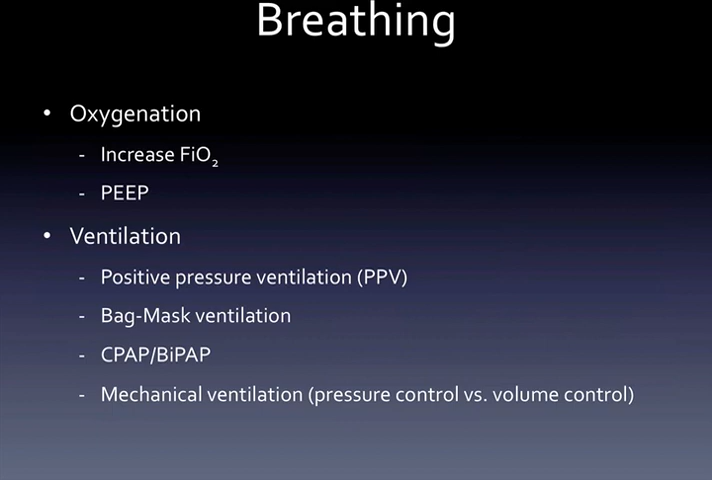 Breathing
• Oxygenation
- Increase FiO₂
- PEEP
• Ventilation
- Positive pressure ventilation (PPV)
- Bag-Mask ventilation
- CPAP/BiPAP
- Mechanical ventilation (pressure control vs. volume control)